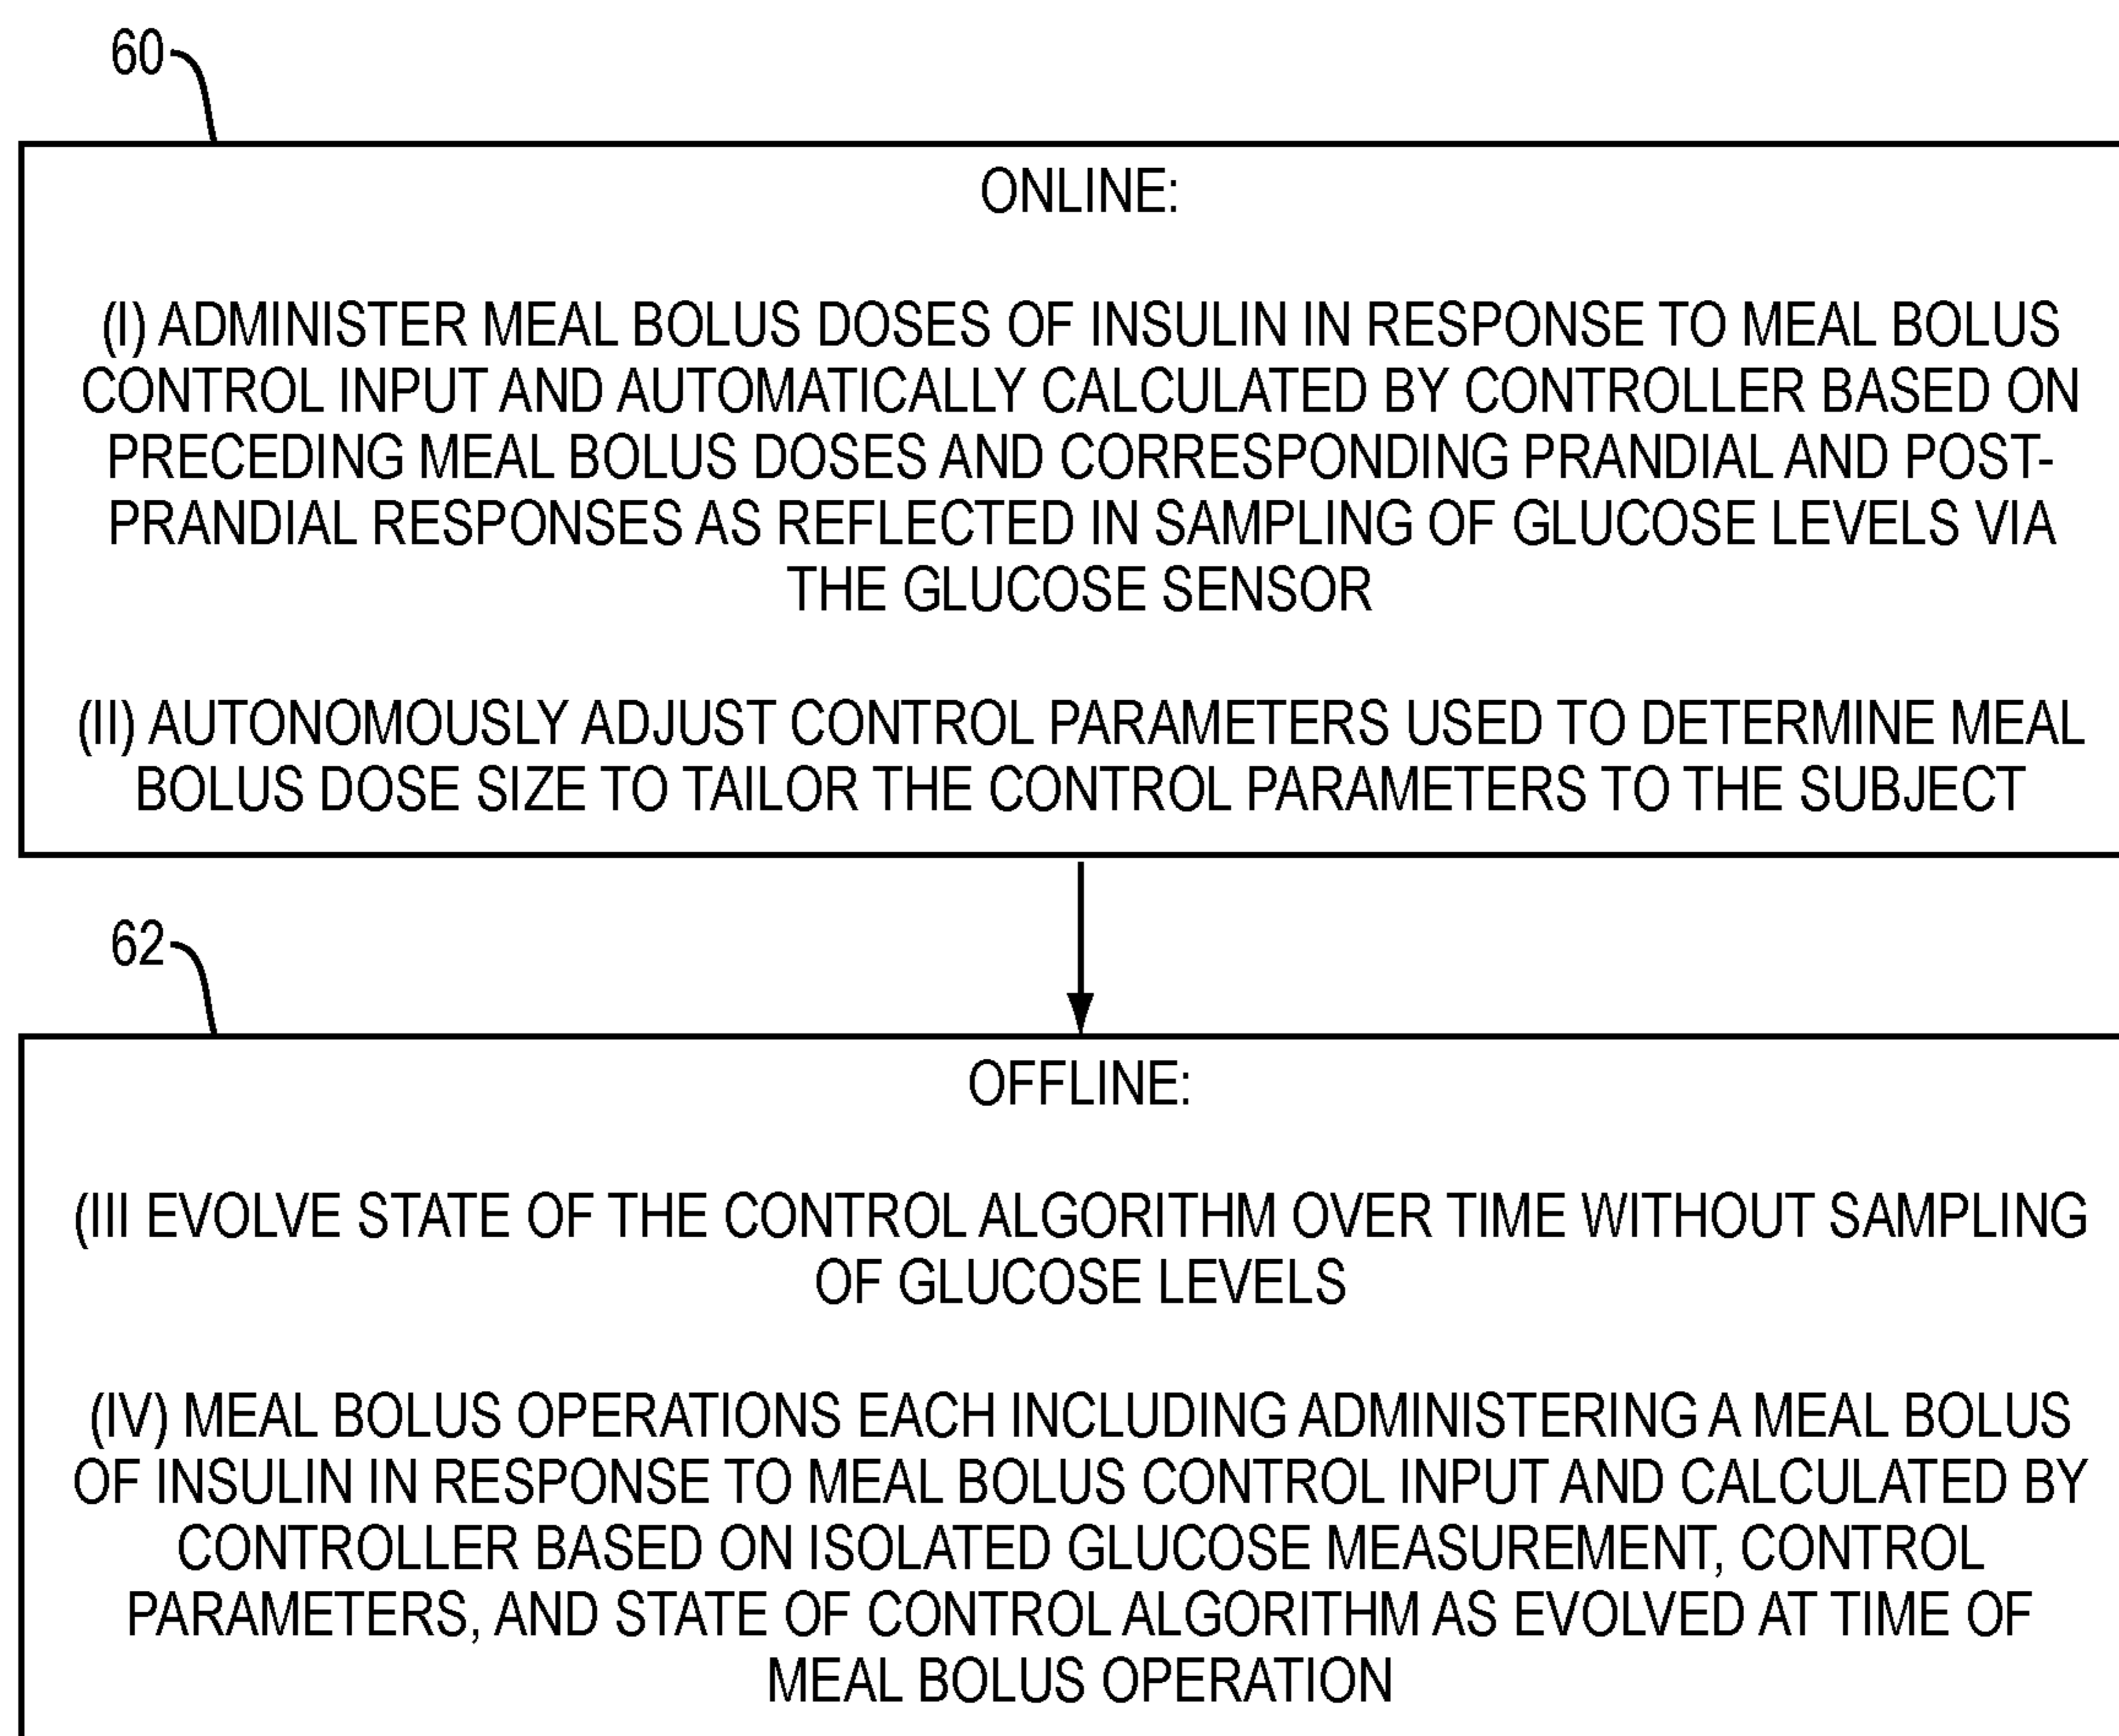 60
ONLINE:
(I) ADMINISTER MEAL BOLUS DOSES OF INSULIN IN RESPONSE TO MEAL BOLUS
CONTROL INPUT AND AUTOMATICALLY CALCULATED BY CONTROLLER BASED ON
PRECEDING MEAL BOLUS DOSES AND CORRESPONDING PRANDIAL AND POST-
PRANDIAL RESPONSES AS REFLECTED IN SAMPLING OF GLUCOSE LEVELS VIA
THE GLUCOSE SENSOR
(II) AUTONOMOUSLY ADJUST CONTROL PARAMETERS USED TO DETERMINE MEAL
BOLUS DOSE SIZE TO TAILOR THE CONTROL PARAMETERS TO THE SUBJECT
62
OFFLINE:
(III EVOLVE STATE OF THE CONTROL ALGORITHM OVER TIME WITHOUT SAMPLING
OF GLUCOSE LEVELS
(IV) MEAL BOLUS OPERATIONS EACH INCLUDING ADMINISTERING A MEAL BOLUS
OF INSULIN IN RESPONSE TO MEAL BOLUS CONTROL INPUT AND CALCULATED BY
CONTROLLER BASED ON ISOLATED GLUCOSE MEASUREMENT, CONTROL
PARAMETERS, AND STATE OF CONTROL ALGORITHM AS EVOLVED AT TIME OF
MEAL BOLUS OPERATION